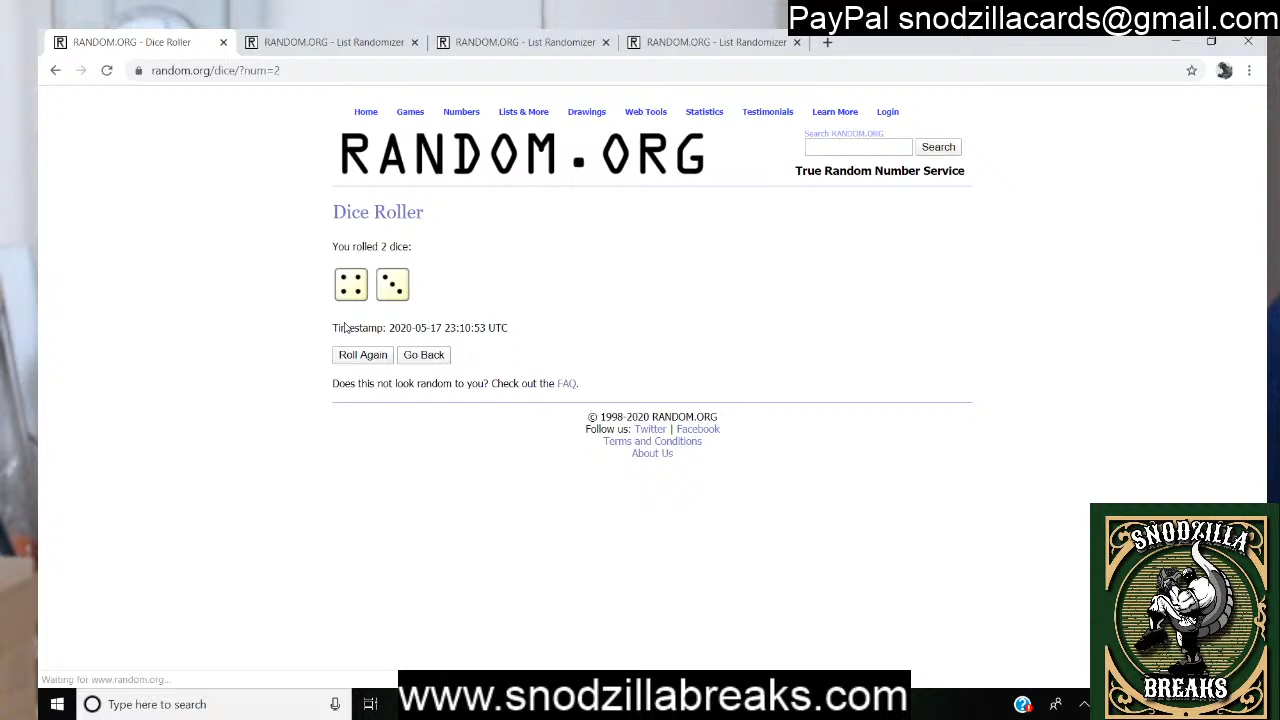 PayPal snodzillacards@gmail.com
RANDOM.ORG - Dice Roller
RANDOM.ORG - List Randomizer
RANDOM.ORG - List Randomizer
RANDOM.ORG - List Randomizer
random.org/dice/?num=2
Home Games Numbers Lists & More Drawings Web Tools Statistics Testimonials Learn More Login
RANDOM.ORG
Search RANDOM.ORG
Search
True Random Number Service
Dice Roller
You rolled 2 dice:
Timestamp: 2020-05-17 23:10:53 UTC
Roll Again Go Back
Does this not look random to you? Check out the FAQ.
© 1998-2020 RANDOM.ORG
Follow us: Twitter | Facebook
Terms and Conditions
About Us
SNODZILLA
BREAKS
Waiting for www.random.org...
Type here to search
www.snodzillabreaks.com